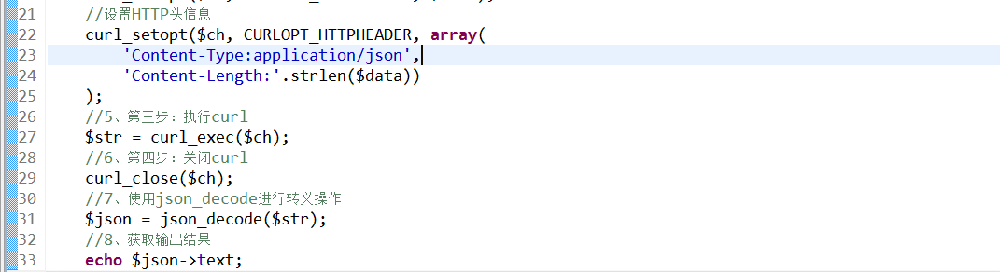 21 //设置HTTP头信息
22 curl_setopt($ch, CURLOPT_HTTPHEADER, array(
23 'Content-Type:application/json',
24 'Content-Length:'.strlen($data))
25 );
26 //5、第三步：执行curl
27 $str = curl_exec($ch);
28 //6、第四步：关闭curl
29 curl_close($ch);
30 //7、使用json_decode进行转义操作
31 $json = json_decode($str);
32 //8、获取输出结果
33 echo $json->text;